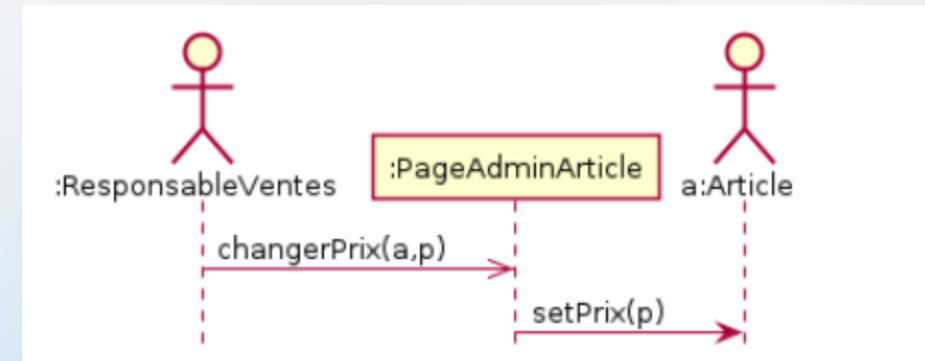 :PageAdminArticle
:ResponsableVentes
a:Article
changerPrix(a,p)
setPrix(p)